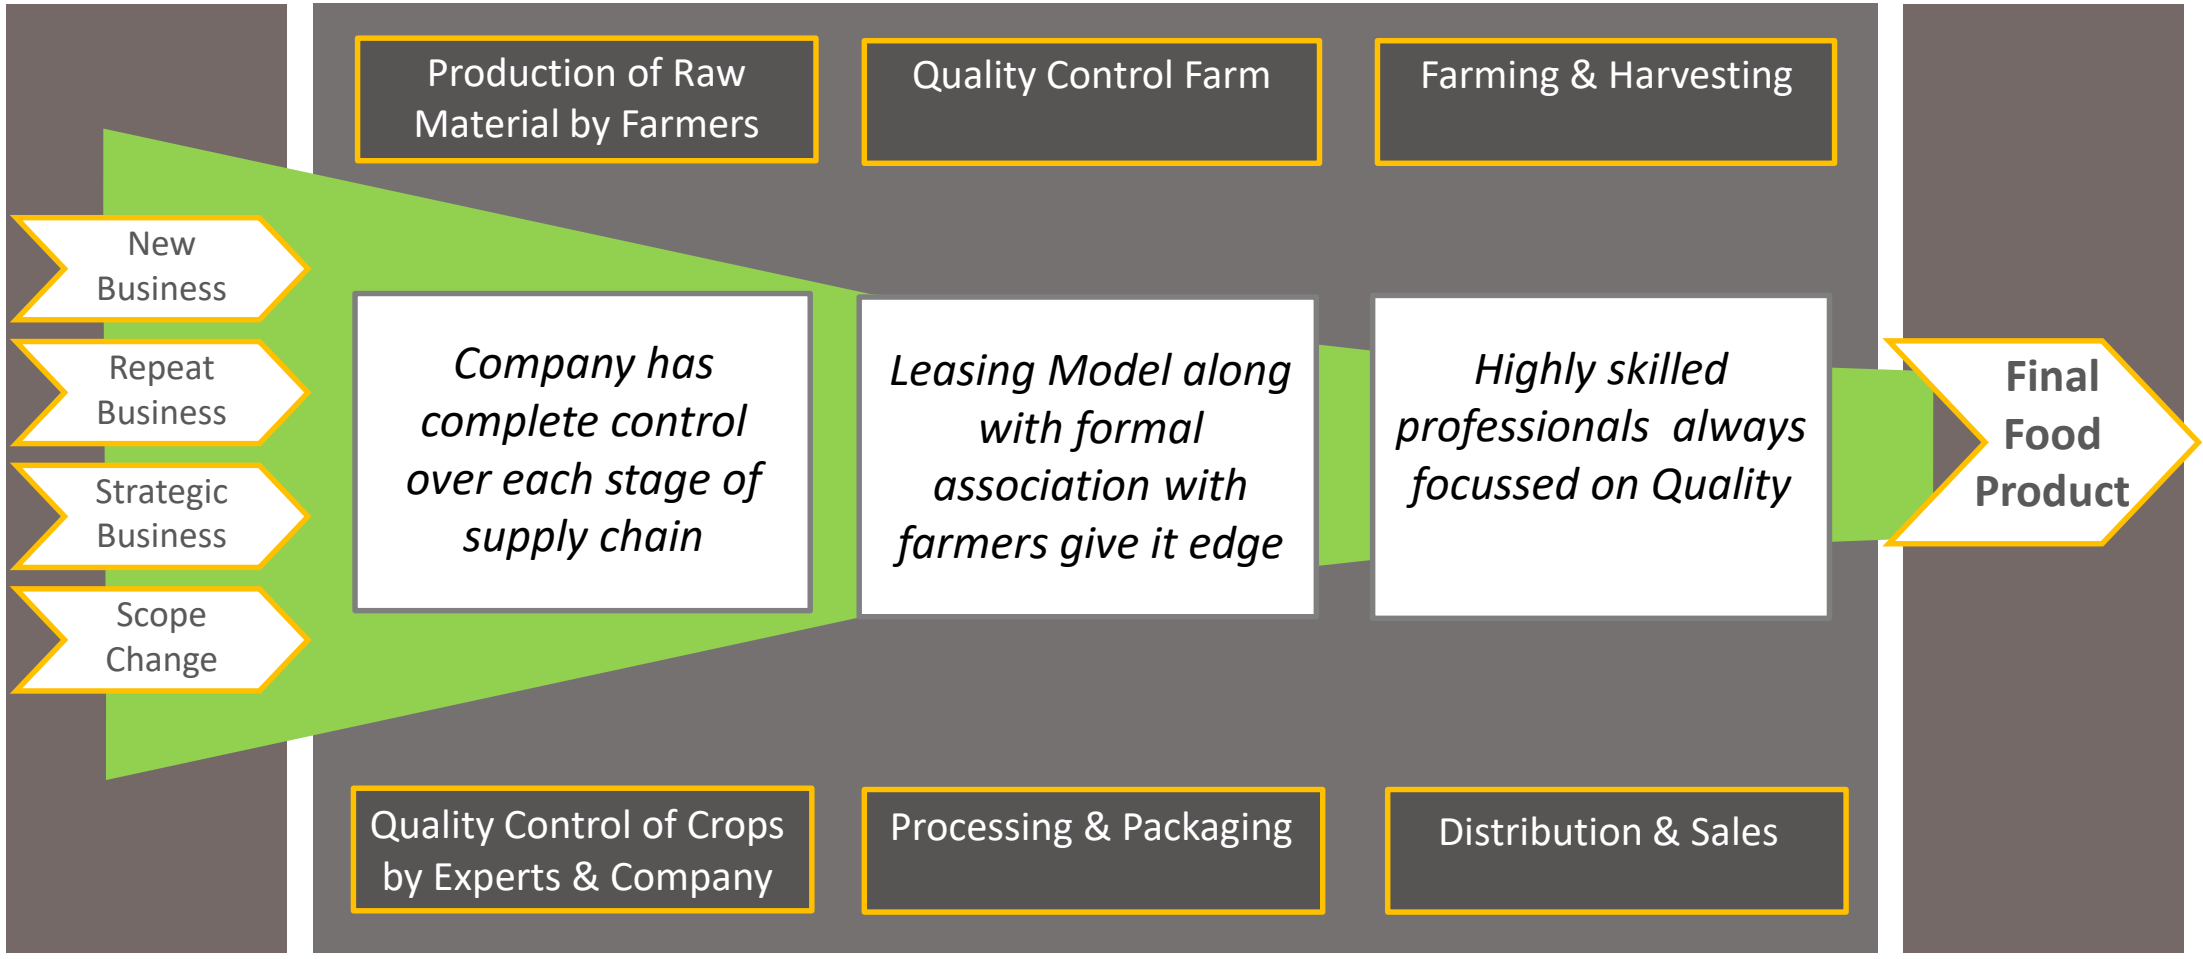 Production of Raw
Material by Farmers
Quality Control Farm
Farming & Harvesting
New
Business
Repeat
Business
Strategic
Business
Scope
Change
Company has
complete control
over each stage of
supply chain
Leasing Model along
with formal
association with
farmers give it edge
Highly skilled
professionals  always
focussed on Quality
Final
Food
Product
Quality Control of Crops
by Experts & Company
Processing & Packaging
Distribution & Sales